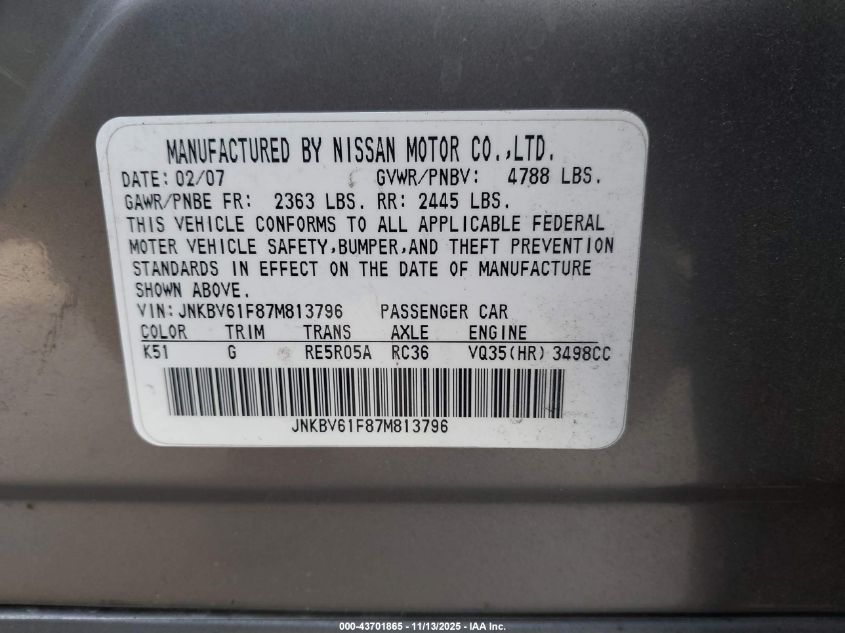 MANUFACTURED BY NISSAN MOTOR CO.,LTD.
DATE: 02/07 GVWR/PNBV: 4788 LBS.
GAWR/PNBE FR: 2363 LBS. RR: 2445 LBS.
THIS VEHICLE CONFORMS TO ALL APPLICABLE FEDERAL
MOTER VEHICLE SAFETY,BUMPER,AND THEFT PREVENTION
STANDARDS IN EFFECT ON THE DATE OF MANUFACTURE
SHOWN ABOVE.
VIN: JNKBV61F87M813796 PASSENGER CAR
COLOR TRIM TRANS AXLE ENGINE
K51 G RE5R05A RC36 VQ35(HR) 3498CC
JNKBV61F87M813796
000-43701865 - 11/13/2025 - IAA Inc.